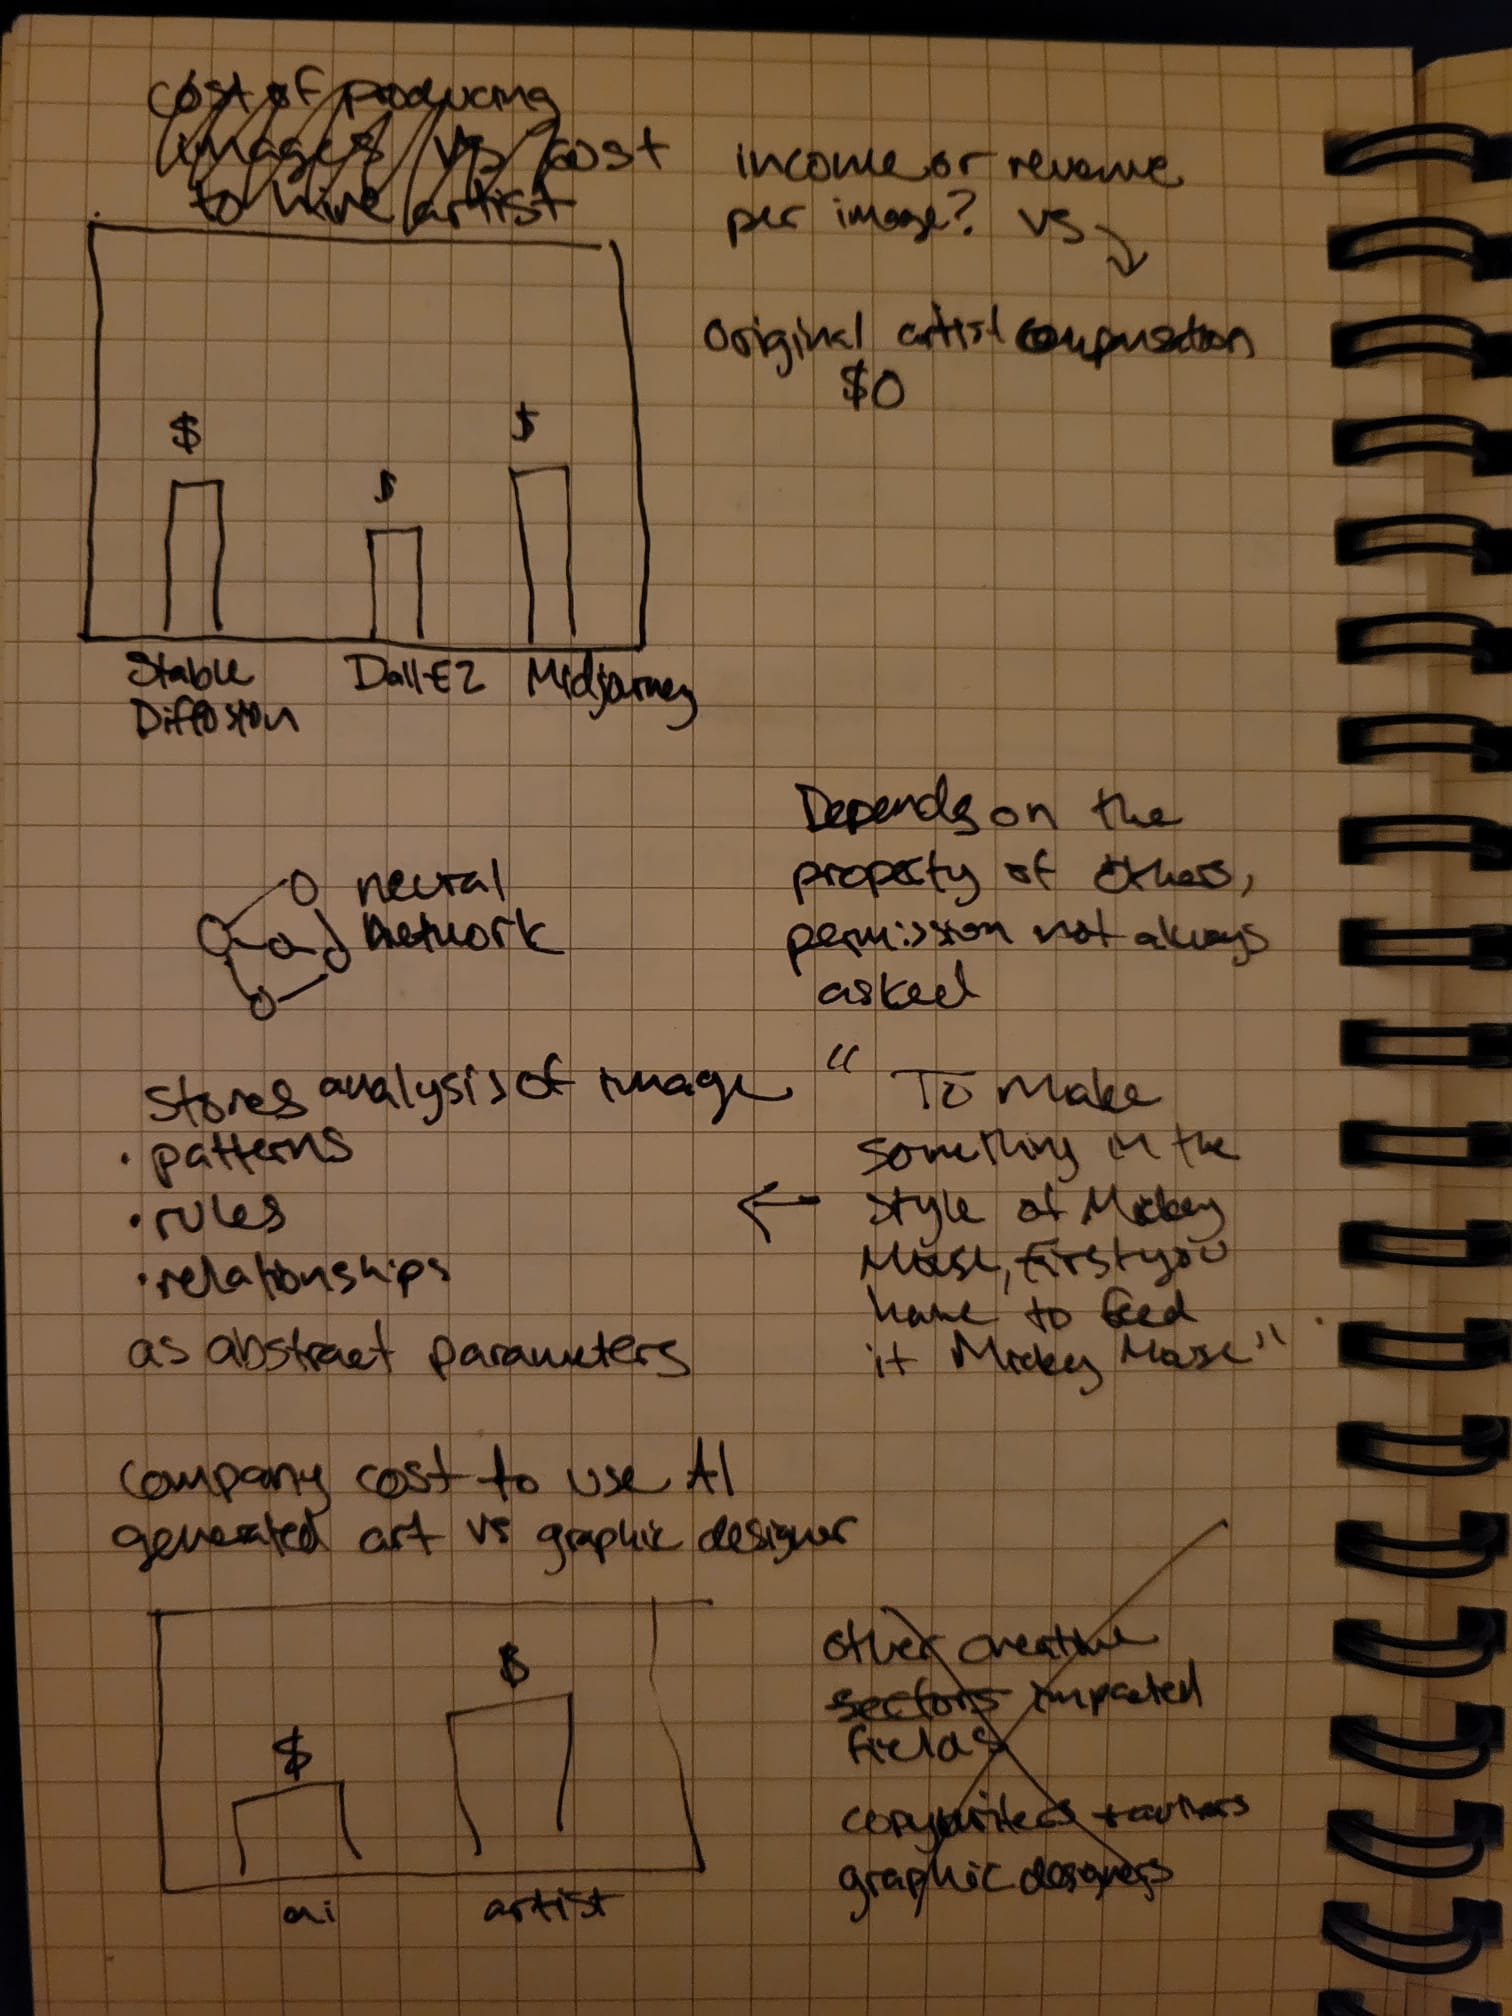 cost of producing
images vs cost
to hire artist
income or revenue
per image? vs
Original artist compensation
$0
$
$
$
Stable
Diffusion
Dall-E2
Midjourney
neural
network
Depends on the
property of others,
permission not always
asked
Stores analysis of image
• patterns
• rules
• relationships
as abstract parameters
" To make
something in the
style of Mickey
Mouse, first you
have to feed
it Mickey Mouse"
Company cost to use AI
generated art vs graphic designer
$
$
ai
artist
other creative
sectors impacted
fields
copywriters + authors
graphic designers